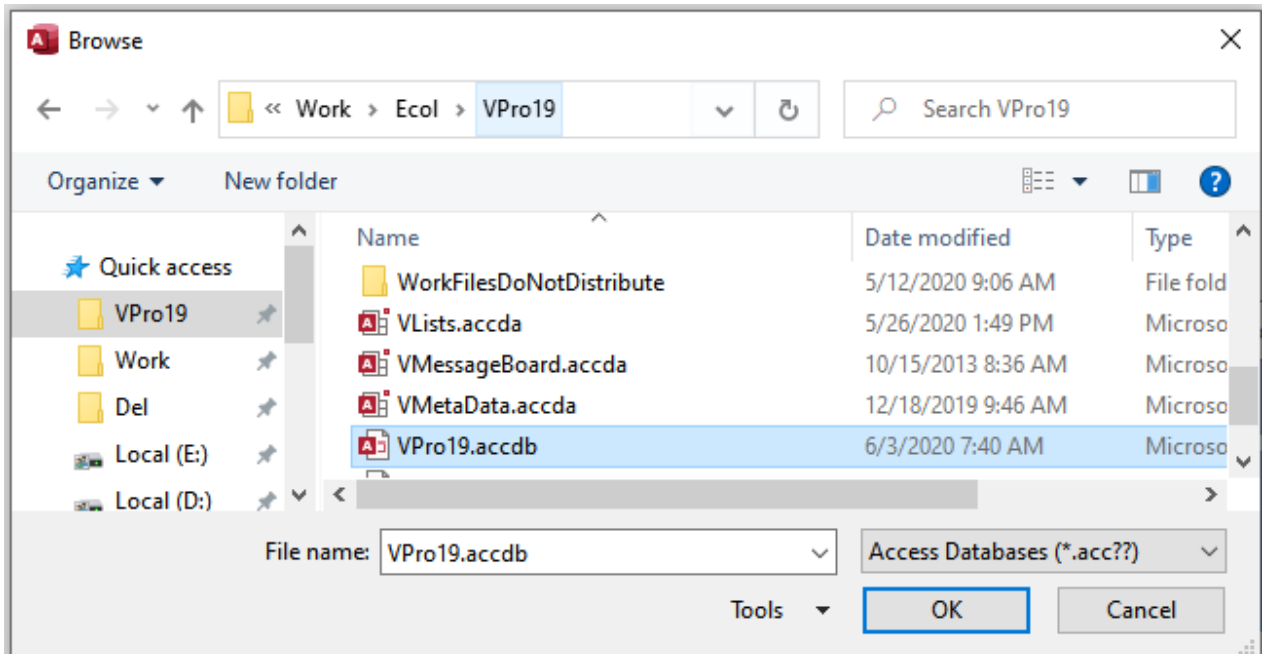 Browse
« Work > Ecol > VPro19
Search VPro19
Organize
New folder
Name Date modified Type
Quick access
VPro19
Work
Del
Local (E:)
Local (D:)
WorkFilesDoNotDistribute 5/12/2020 9:06 AM File fold
VLists.accda 5/26/2020 1:49 PM Microso
VMessageBoard.accda 10/15/2013 8:36 AM Microso
VMetaData.accda 12/18/2019 9:46 AM Microso
VPro19.accdb 6/3/2020 7:40 AM Microso
File name: VPro19.accdb
Access Databases (*.acc??)
Tools
OK
Cancel